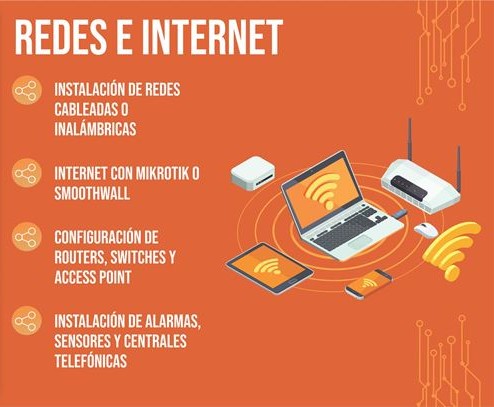 REDES E INTERNET
INSTALACIÓN DE REDES
CABLEADAS O
INALÁMBRICAS
INTERNET CON MIKROTIK O
SMOOTHWALL
CONFIGURACIÓN DE
ROUTERS, SWITCHES Y
ACCESS POINT
INSTALACIÓN DE ALARMAS,
SENSORES Y CENTRALES
TELEFÓNICAS